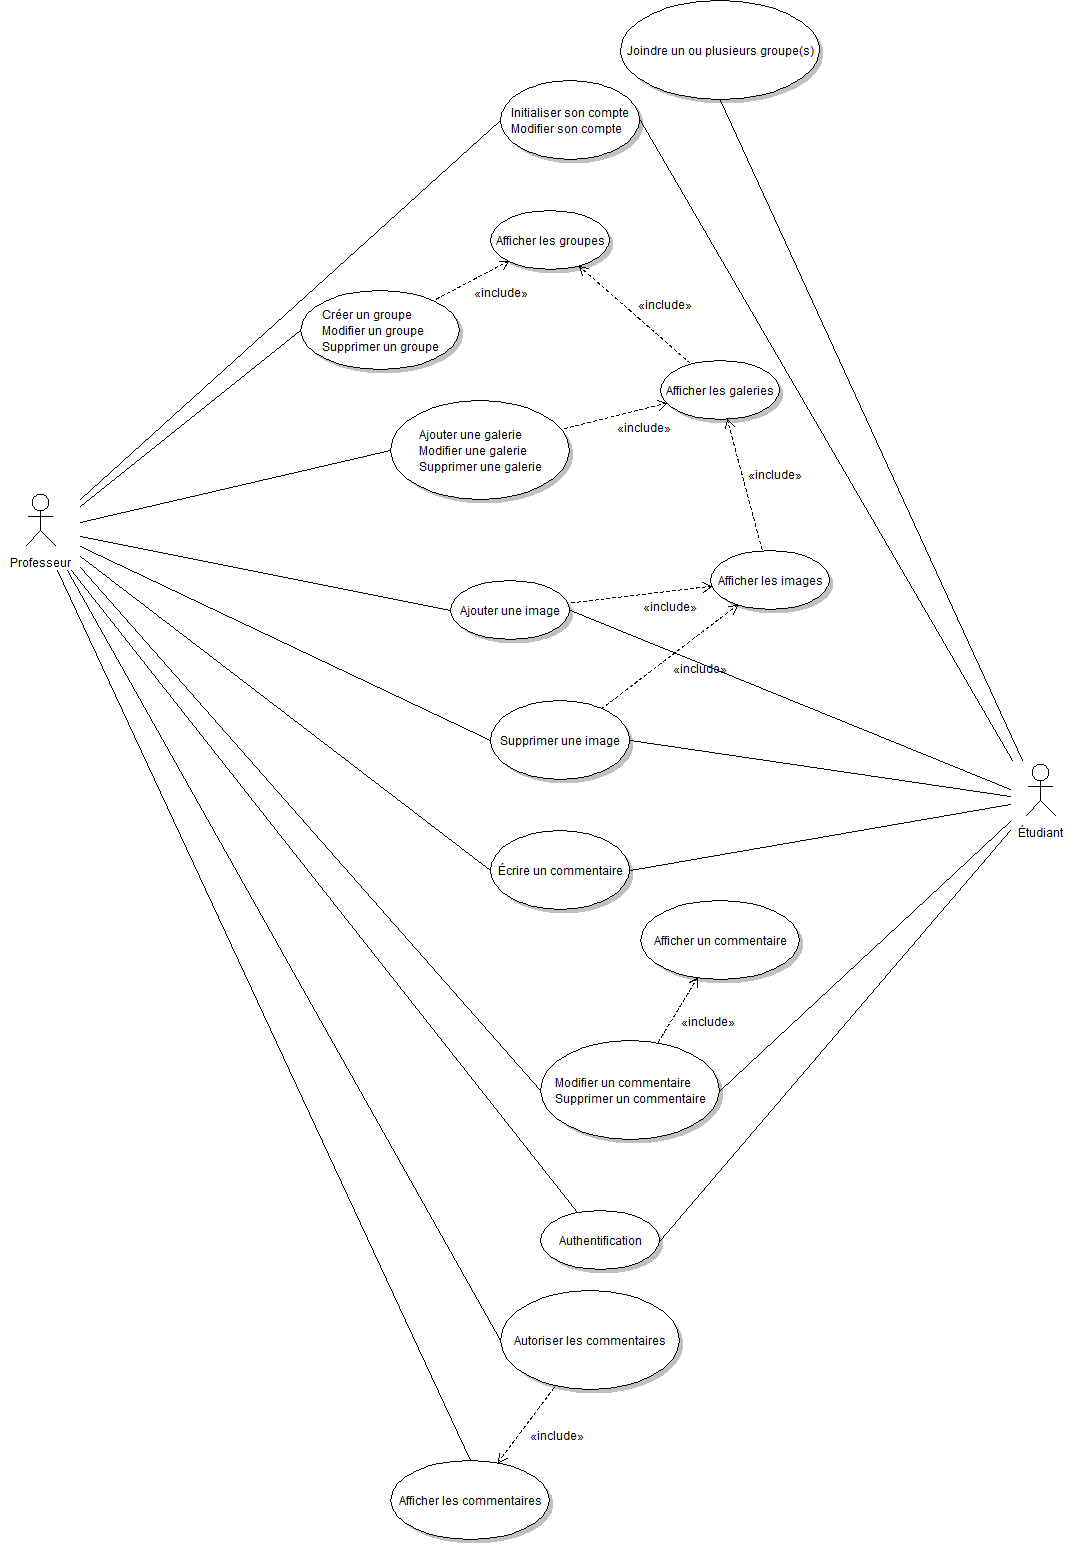 Joindre un ou plusieurs groupe(s)
Initialiser son compte
Modifier son compte
Afficher les groupes
«include»
«include»
Créer un groupe
Modifier un groupe
Supprimer un groupe
Afficher les galeries
«include»
Ajouter une galerie
Modifier une galerie
Supprimer une galerie
«include»
Professeur
Afficher les images
Ajouter une image
«include»
«include»
Supprimer une image
Étudiant
Écrire un commentaire
Afficher un commentaire
«include»
Modifier un commentaire
Supprimer un commentaire
Authentification
Autoriser les commentaires
«include»
Afficher les commentaires